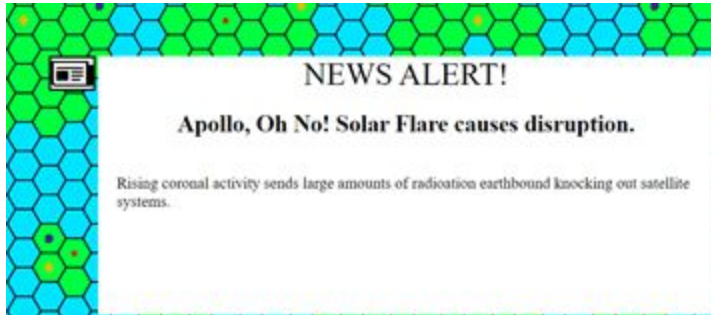 NEWS ALERT!
Apollo, Oh No! Solar Flare causes disruption.
Rising coronal activity sends large amounts of radioation earthbound knocking out satellite
systems.